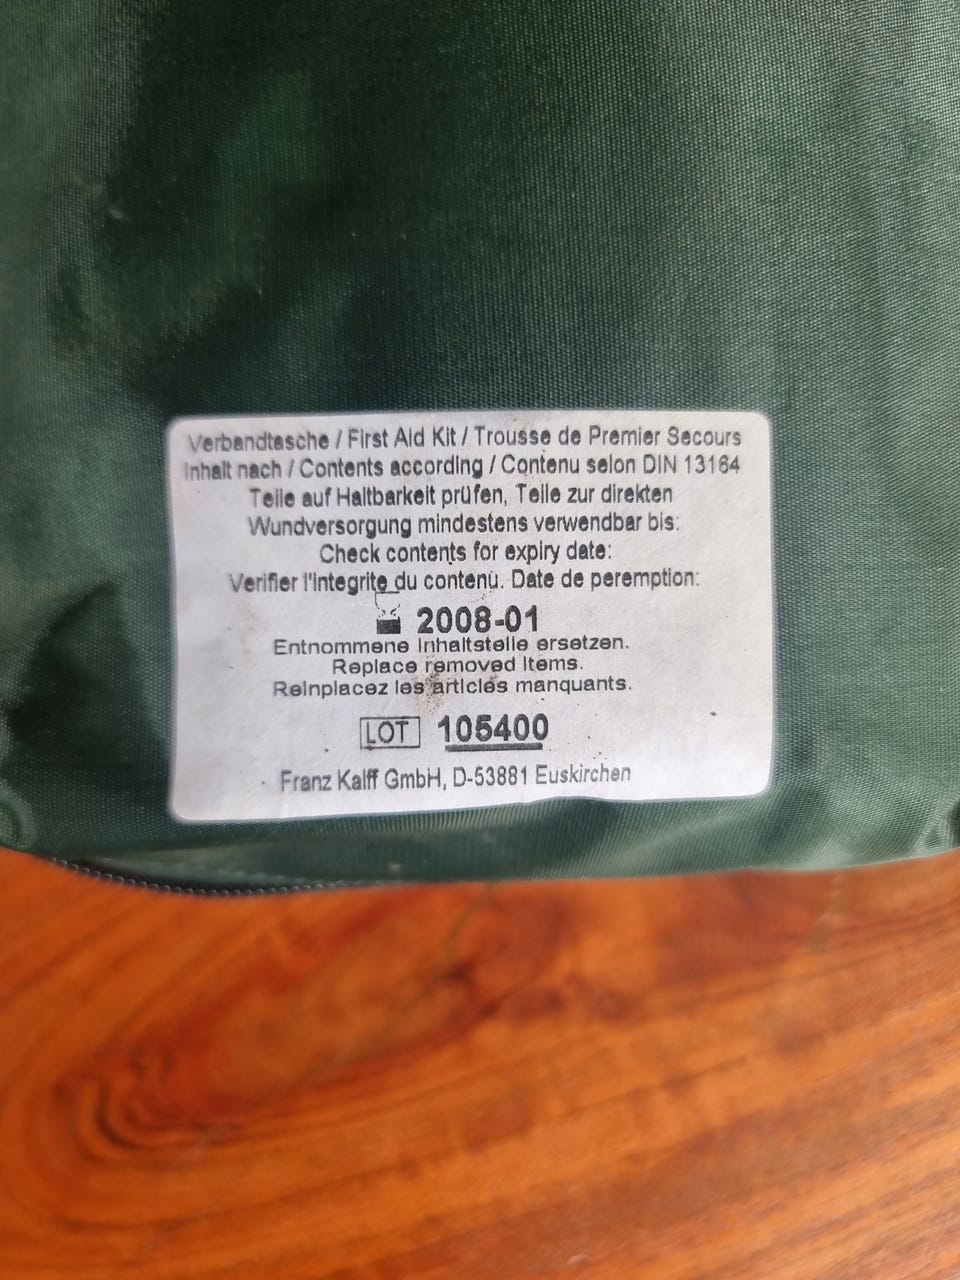 Verbandtasche / First Aid Kit / Trousse de Premier Secours
Inhalt nach / Contents according / Contenu selon DIN 13164
Teile auf Haltbarkeit prüfen, Teile zur direkten
Wundversorgung mindestens verwendbar bis:
Check contents for expiry date:
Verifier l'integrite du contenu. Date de peremption:
2008-01
Entnommene Inhaltstelle ersetzen.
Replace removed Items.
Reinplacez les articles manquants.
LOT 105400
Franz Kalff GmbH, D-53881 Euskirchen